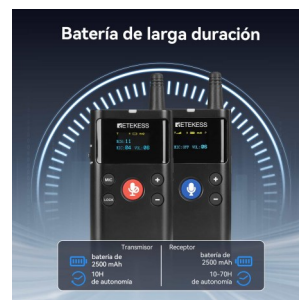 Batería de larga duración
RETEKESS
RETEKESS
MIC
LOCK
Transmisor
Receptor
batería de
2500 mAh
batería de
2500 mAh
10H
de autonomía
10-70H
de autonomía